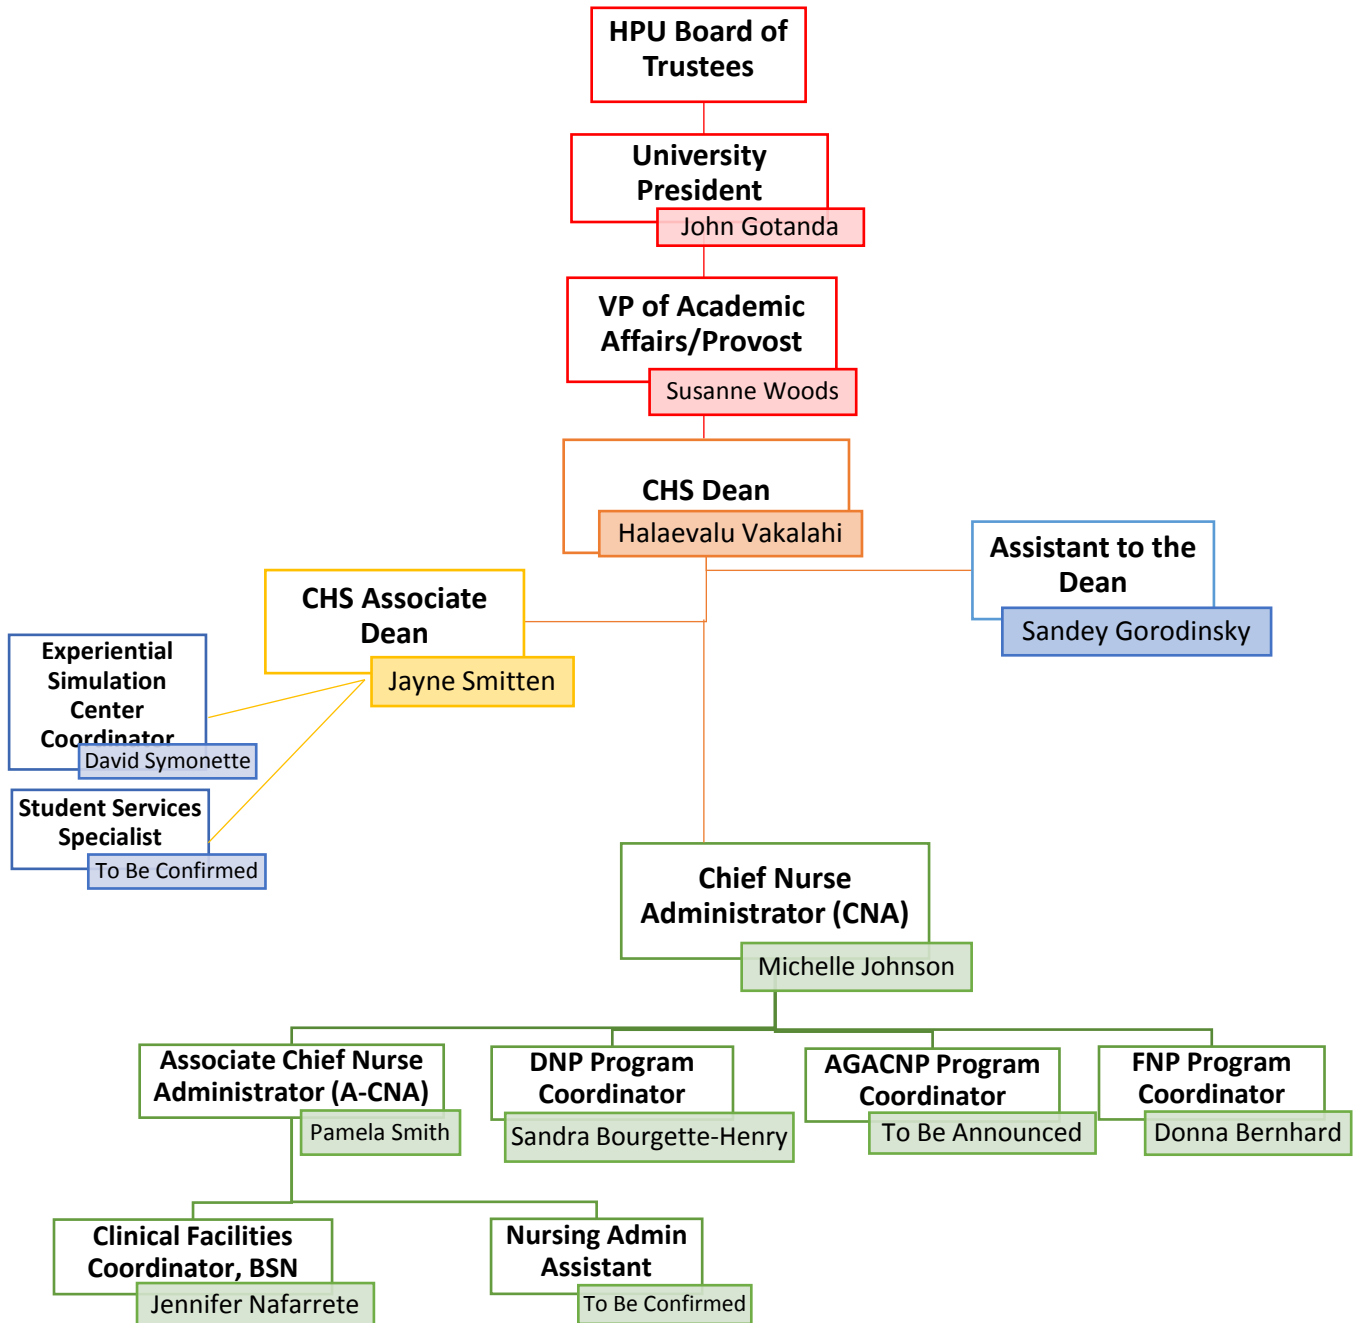 HPU Board of
Trustees
University
President
John Gotanda
VP of Academic
Affairs/Provost
Susanne Woods
CHS Dean
Halaevalu Vakalahi
Assistant to the
Dean
Sandey Gorodinsky
CHS Associate
Dean
Jayne Smitten
Experiential
Simulation
Center
Coordinator
David Symonette
Student Services
Specialist
To Be Confirmed
Chief Nurse
Administrator (CNA)
Michelle Johnson
Associate Chief Nurse
Administrator (A-CNA)
Pamela Smith
DNP Program
Coordinator
Sandra Bourgette-Henry
AGACNP Program
Coordinator
To Be Announced
FNP Program
Coordinator
Donna Bernhard
Clinical Facilities
Coordinator, BSN
Jennifer Nafarrete
Nursing Admin
Assistant
To Be Confirmed